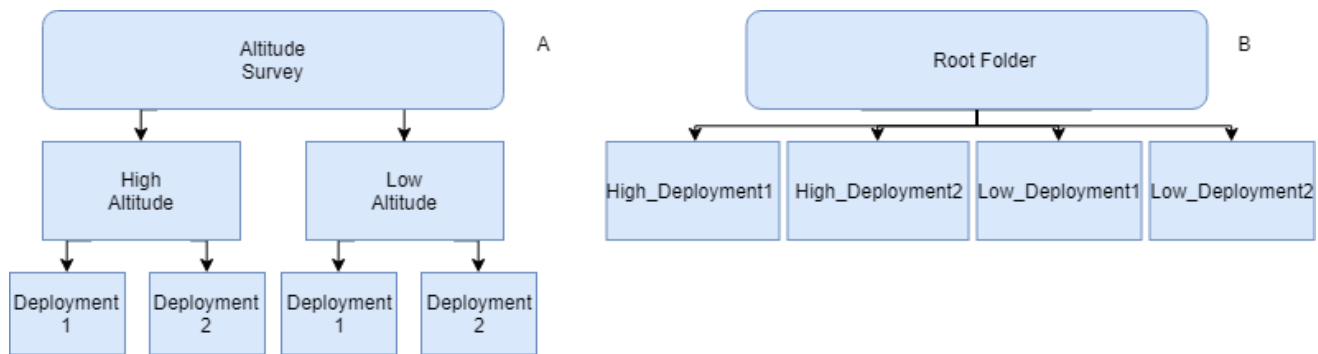 Altitude
Survey
A
High
Altitude
Low
Altitude
Deployment
1
Deployment
2
Deployment
1
Deployment
2
Root Folder
B
High_Deployment1
High_Deployment2
Low_Deployment1
Low_Deployment2